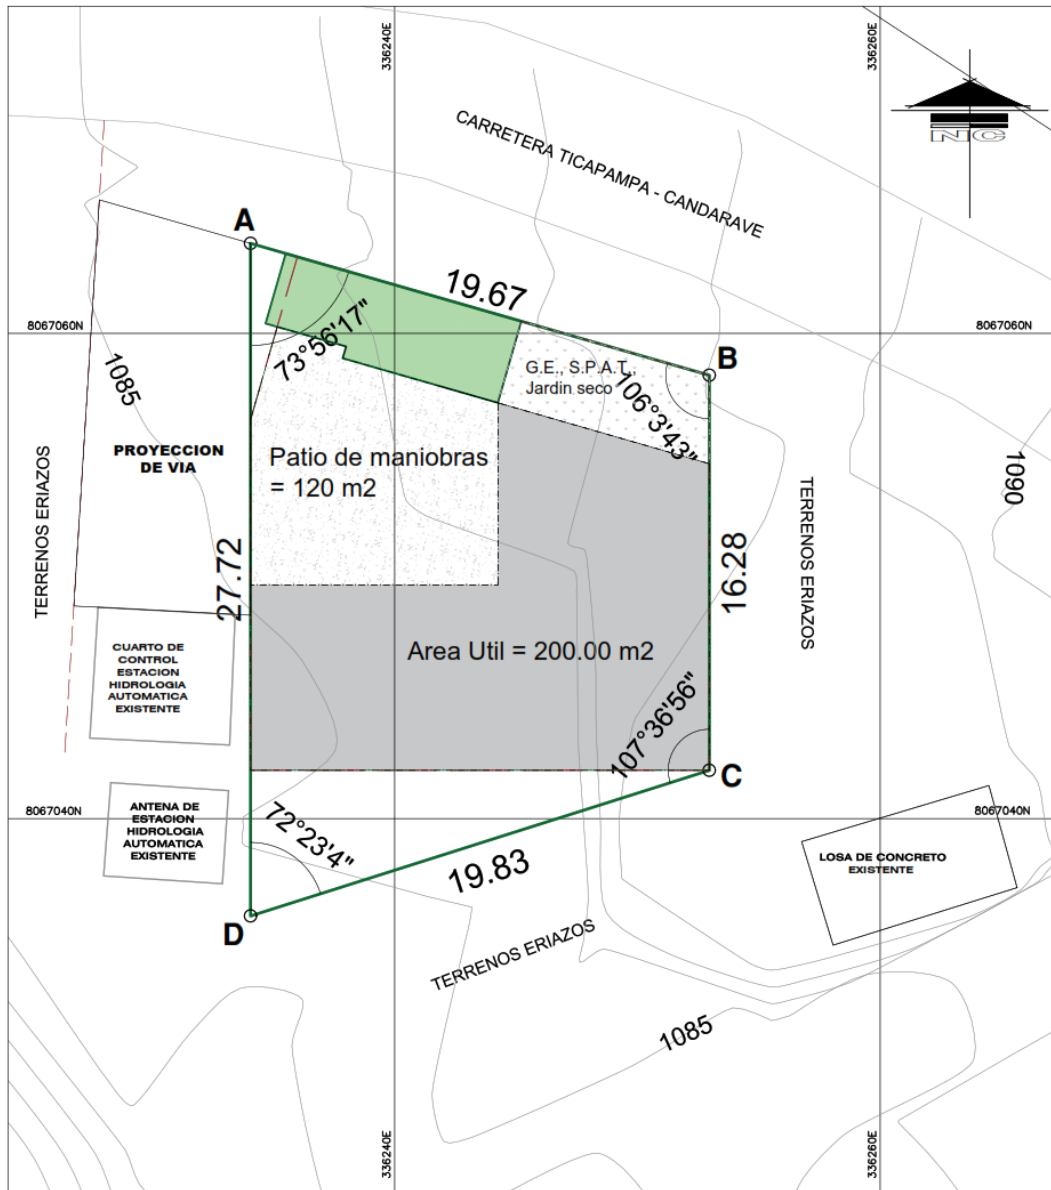 336240E
336260E
NC
CARRETERA TICAPAMPA - CANDARAVE
A
19.67
8067060N
8067060N
73°56'17"
B
G.E., S.P.A.T.,
Jardin seco
106°3'43"
1085
PROYECCION
DE VIA
Patio de maniobras
= 120 m2
1090
TERRENOS ERIAZOS
TERRENOS ERIAZOS
27.72
16.28
Area Util = 200.00 m2
CUARTO DE
CONTROL
ESTACION
HIDROLOGIA
AUTOMATICA
EXISTENTE
107°36'56"
C
8067040N
8067040N
ANTENA DE
ESTACION
HIDROLOGIA
AUTOMATICA
EXISTENTE
72°23'4"
19.83
LOSA DE CONCRETO
EXISTENTE
D
TERRENOS ERIAZOS
1085
336240E
336260E